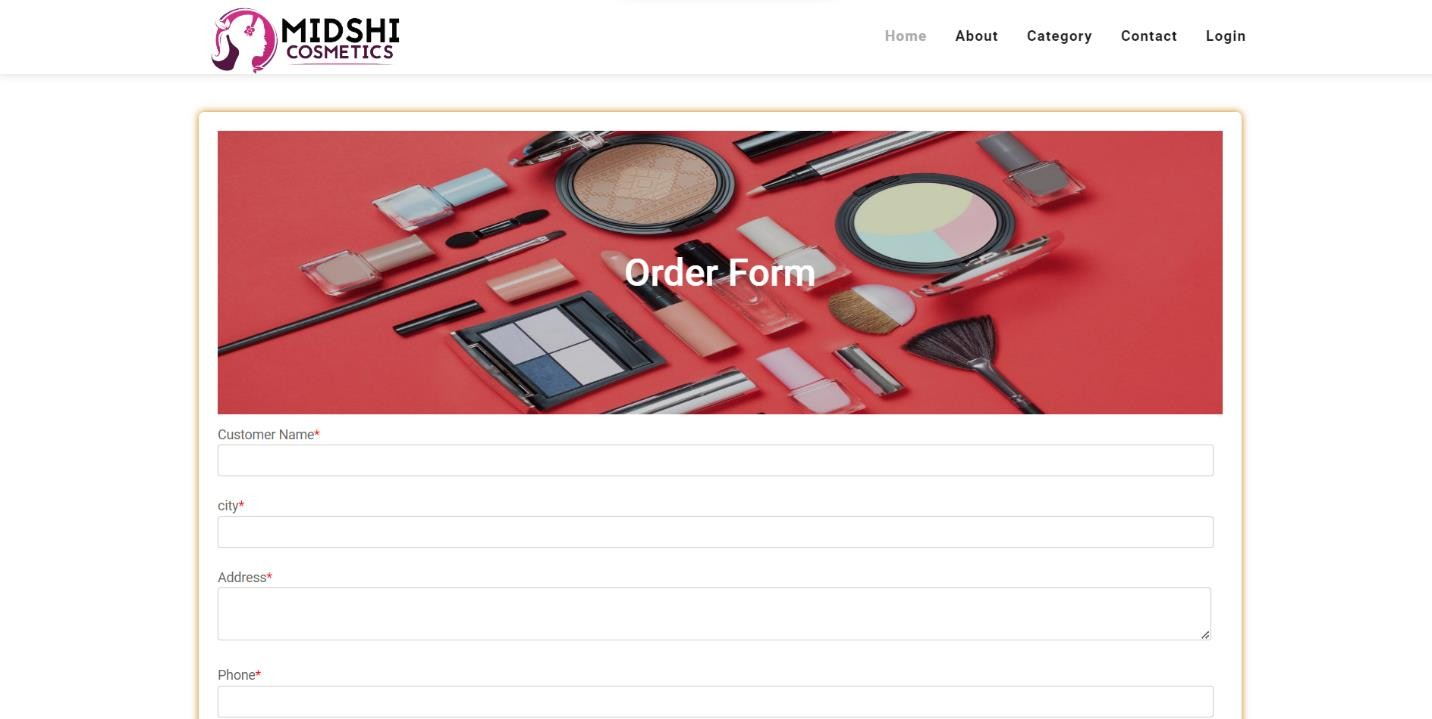 MIDSHI
COSMETICS
Home About Category Contact Login
Order Form
Customer Name*
city*
Address*
Phone*